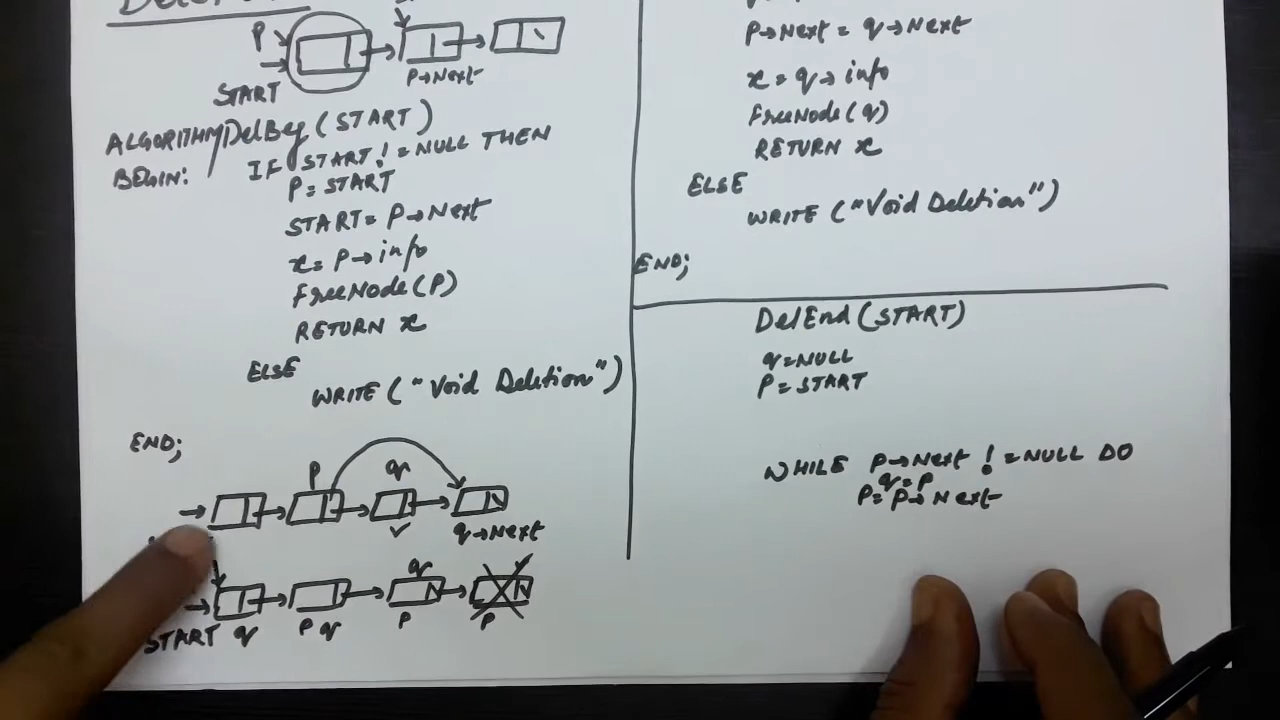 P
START
P→Next
ALGORITHM DelBeg(START)
BEGIN:
IF START != NULL THEN
P = START
START = P→Next
x = P→info
FreeNode(P)
RETURN x
ELSE
WRITE ("Void Deletion")
END;
P
q
q→Next
q
START q
P q
P
P
P→Next = q→Next
x = q→info
FreeNode(q)
RETURN x
ELSE
WRITE ("Void Deletion")
END;
DelEnd(START)
q=NULL
P=START
WHILE P→Next != NULL DO
q=P
P=P→Next